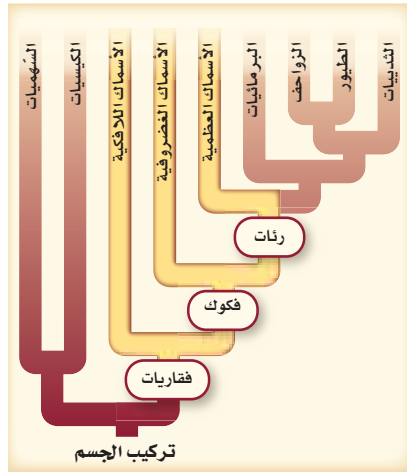 الثدييات
الطيور
الزواحف
البرمائيات
الأسماك العظمية
الأسماك الغضروفية
الأسماك اللافكية
الكيسيات
السهميات
رئات
فكوك
فقاريات
تركيب الجسم